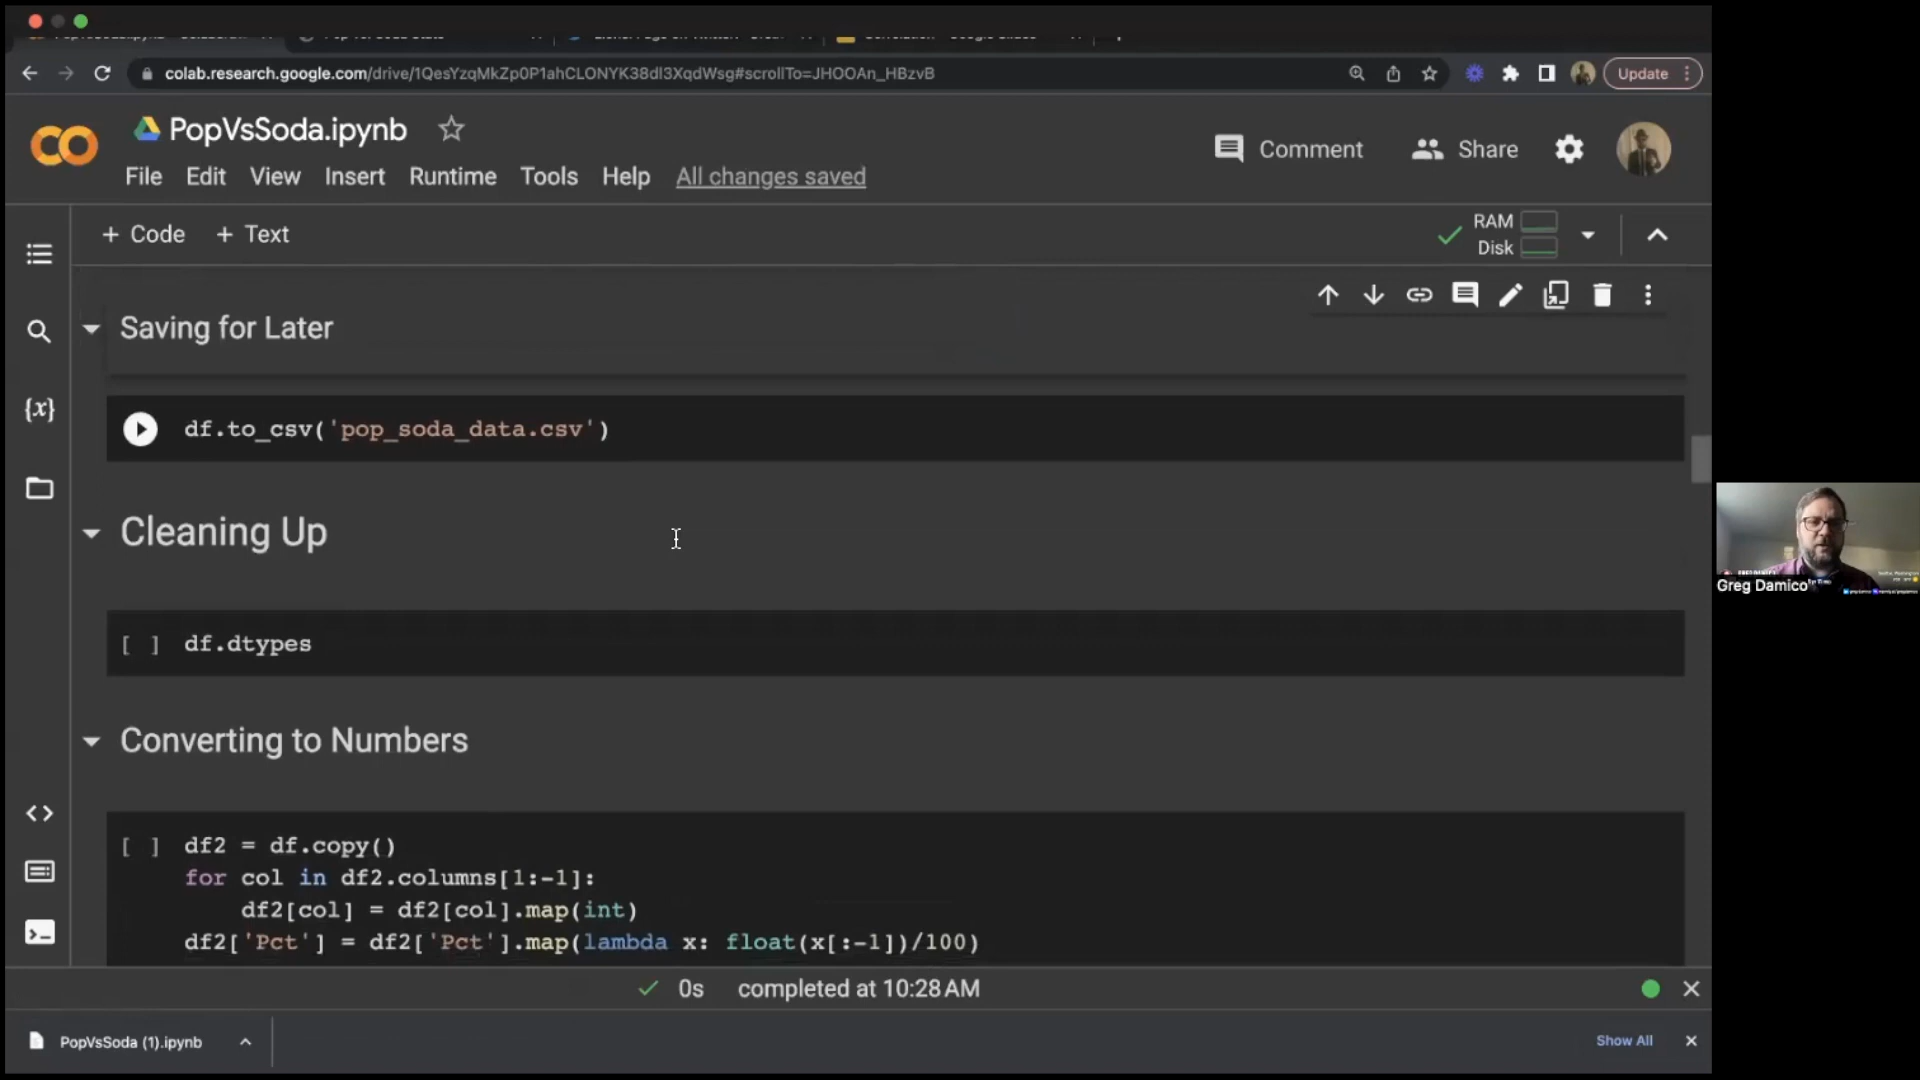 colab.research.google.com/drive/1QesYzqMkZp0P1ahCLONYK38dI3XqdWsg#scrollTo=JHOOAn_HBzvB
Update
PopVsSoda.ipynb
Comment
Share
File Edit View Insert Runtime Tools Help All changes saved
+ Code + Text
RAM
Disk
Saving for Later
df.to_csv('pop_soda_data.csv')
Cleaning Up
[ ] df.dtypes
Converting to Numbers
[ ] df2 = df.copy()
for col in df2.columns[1:-1]:
df2[col] = df2[col].map(int)
df2['Pct'] = df2['Pct'].map(lambda x: float(x[:-1])/100)
0s completed at 10:28 AM
PopVsSoda (1).ipynb
Show All
Greg Damico